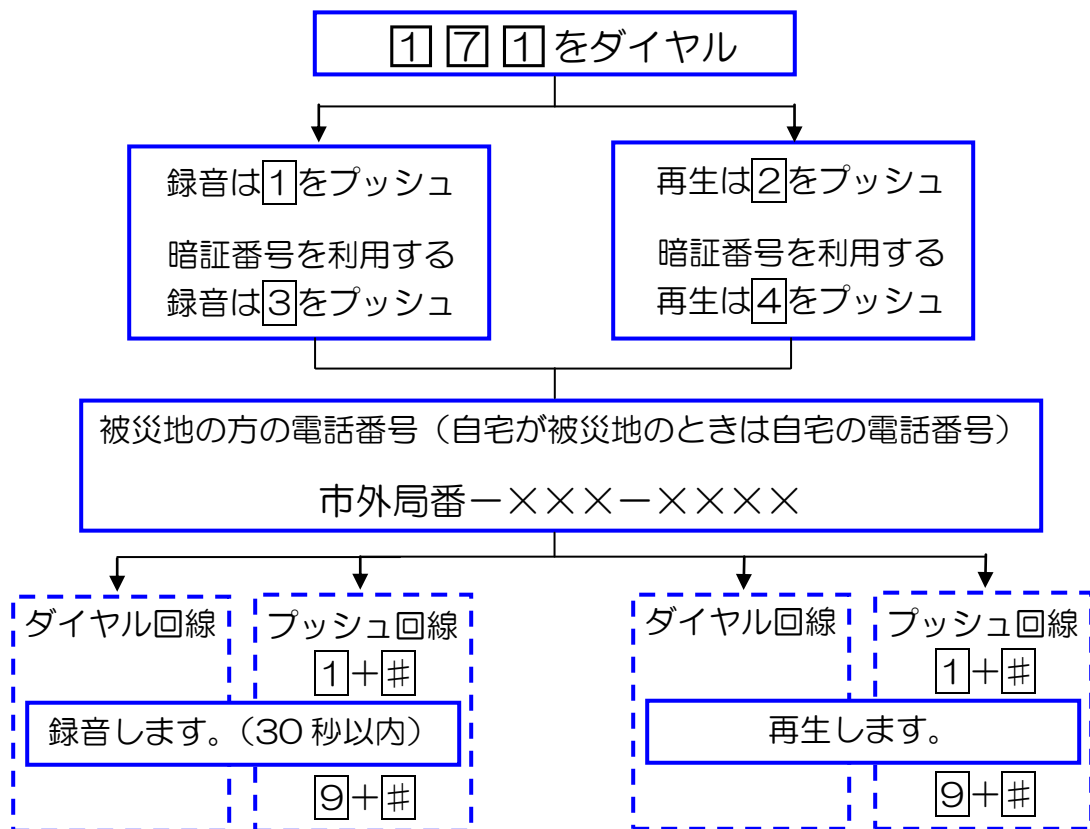 1 7 1をダイヤル
録音は1をプッシュ
暗証番号を利用する
録音は3をプッシュ
再生は2をプッシュ
暗証番号を利用する
再生は4をプッシュ
被災地の方の電話番号（自宅が被災地のときは自宅の電話番号）
市外局番－×××－××××
ダイヤル回線
プッシュ回線
1+#
録音します。（30秒以内）
9+#
ダイヤル回線
プッシュ回線
1+#
再生します。
9+#